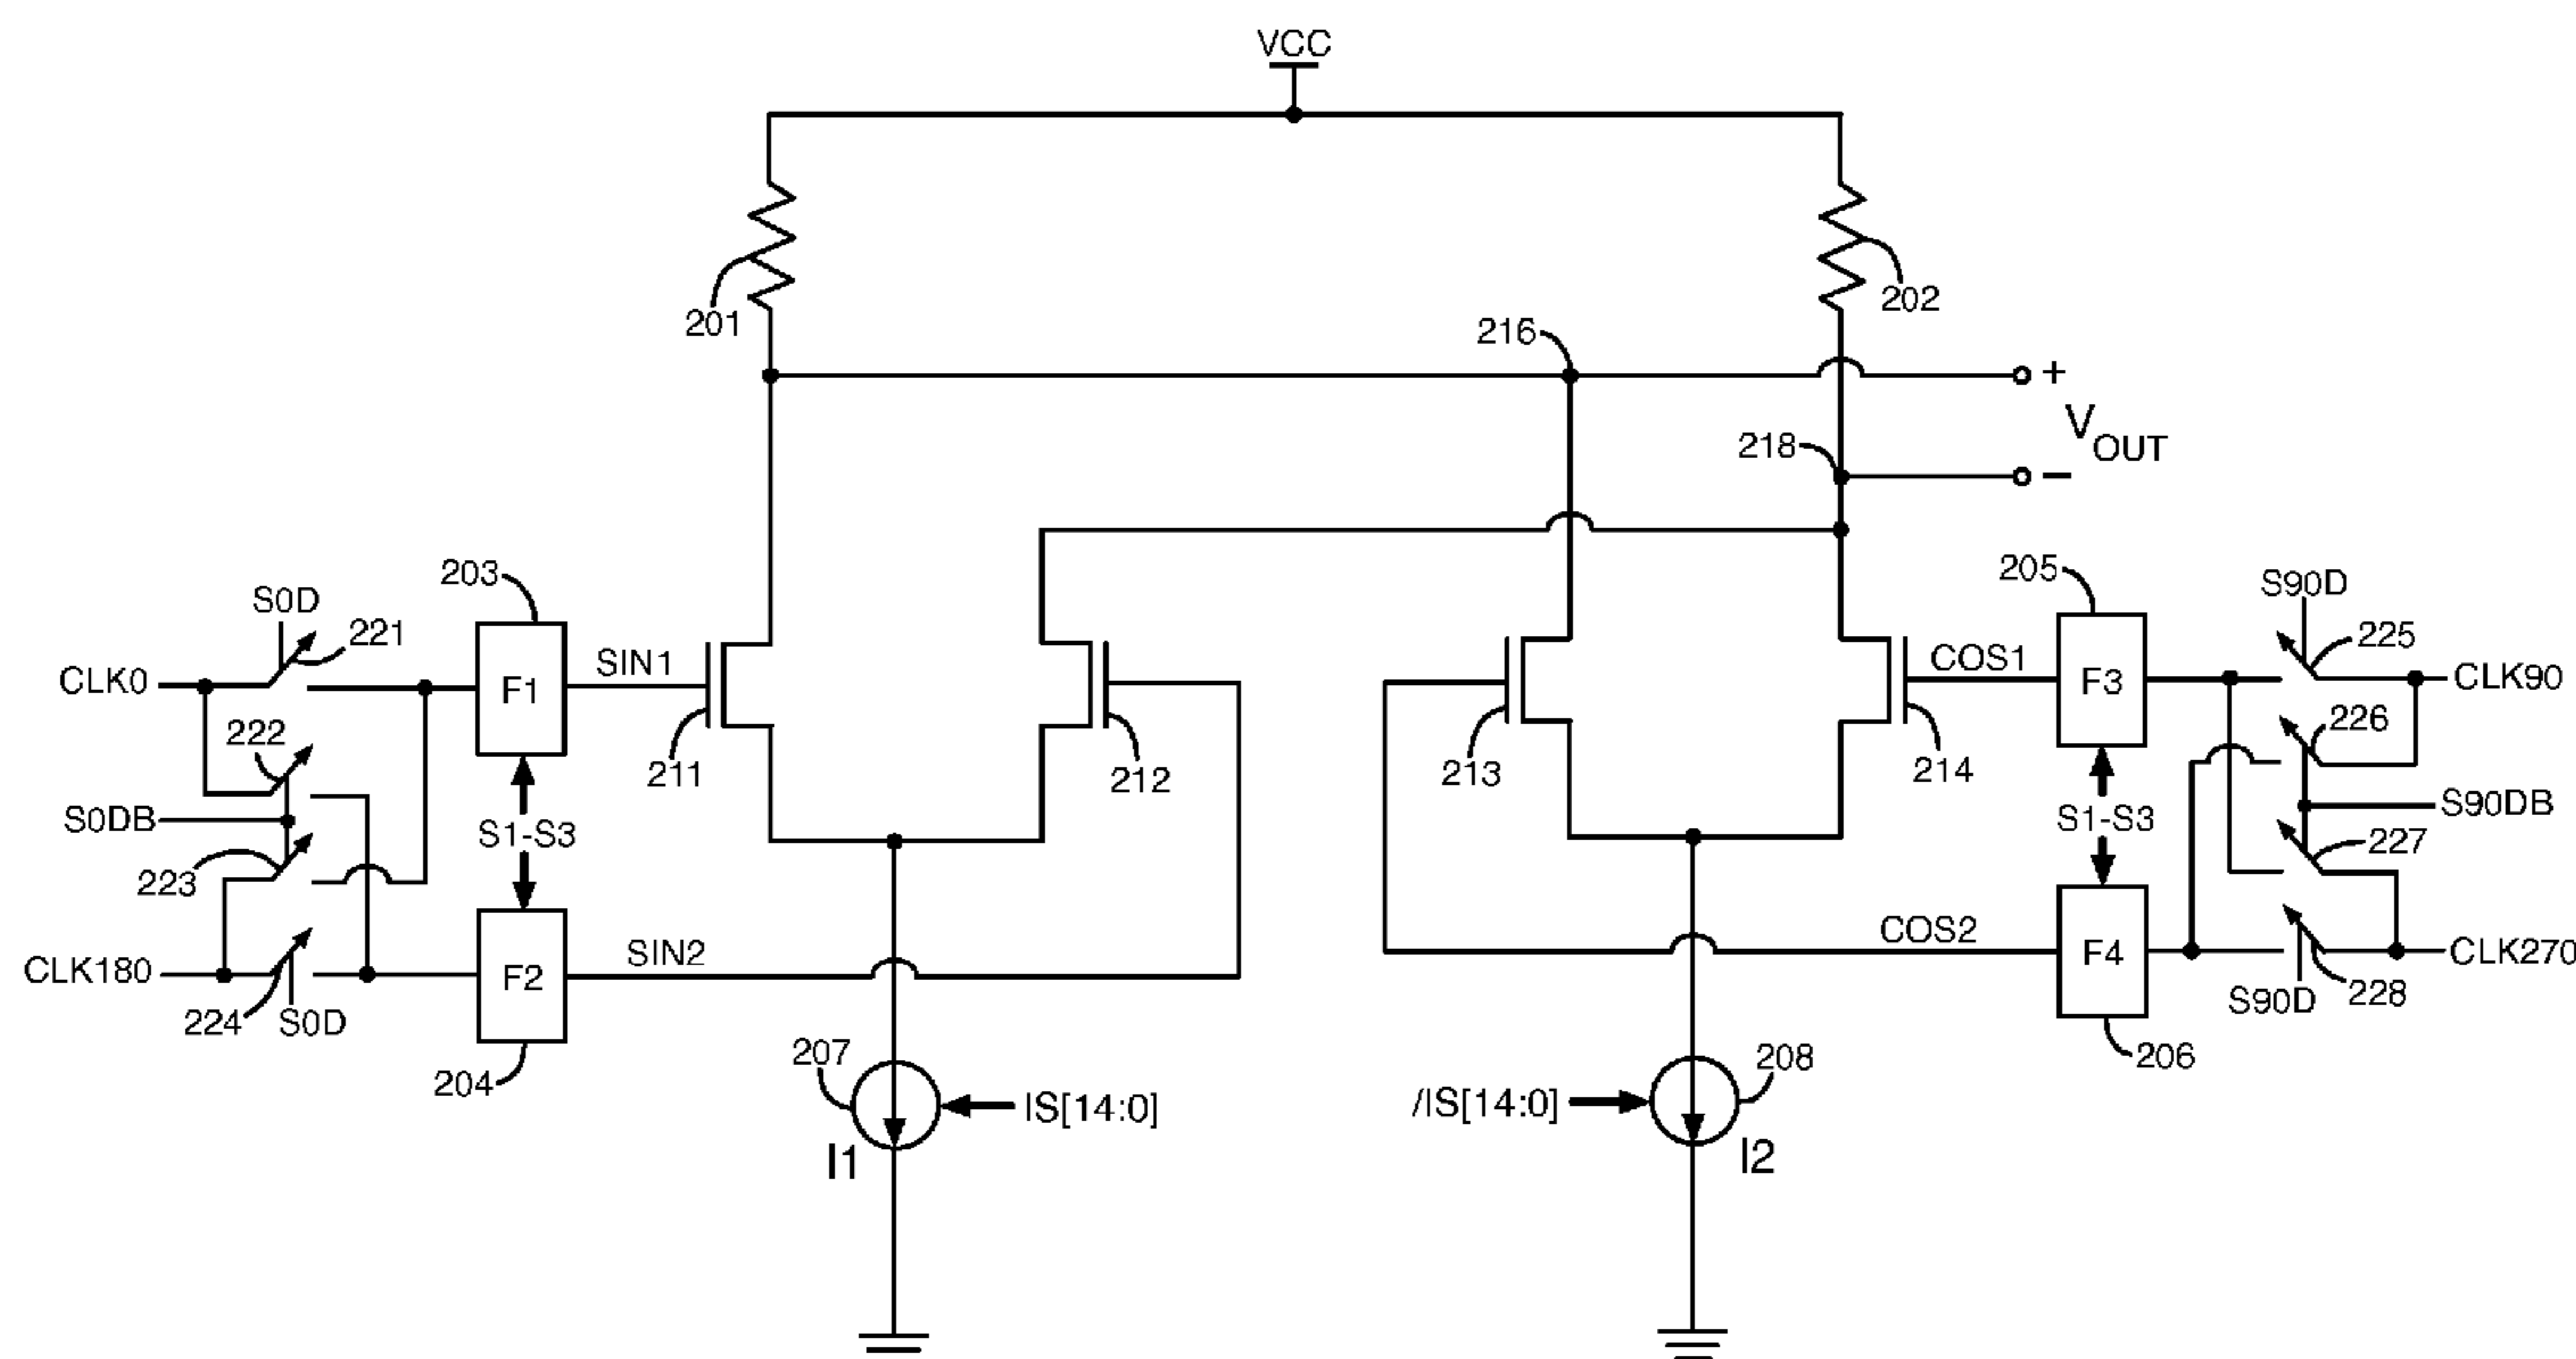 VCC
201
202
216
+
V
OUT
218
−
203
205
S0D
221
S90D
225
CLK0
F1
SIN1
COS1
F3
CLK90
222
211
212
213
214
226
S0DB
S1-S3
S1-S3
S90DB
223
227
CLK180
F2
SIN2
COS2
F4
CLK270
224
S0D
S90D
228
204
206
207
208
IS[14:0]
/IS[14:0]
I1
I2